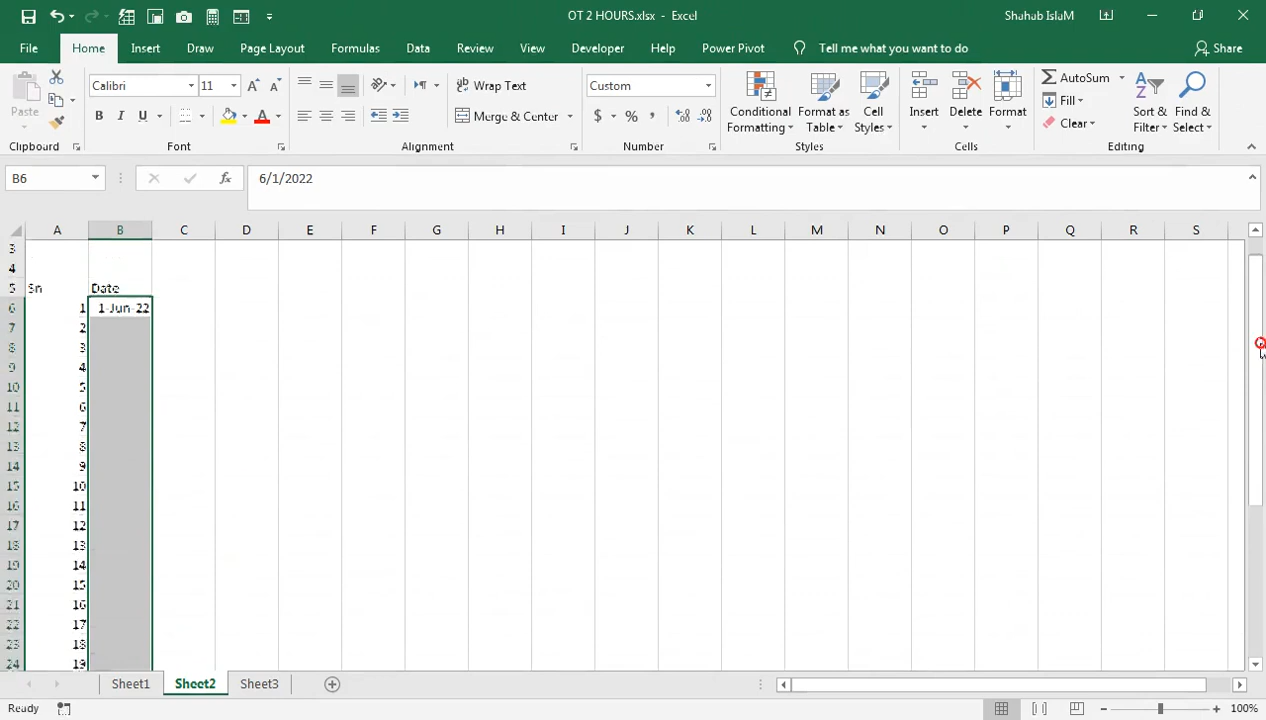 OT 2 HOURS.xlsx - Excel
Shahab IslaM
File Home Insert Draw Page Layout Formulas Data Review View Developer Help Power Pivot Tell me what you want to do Share
Paste
Calibri 11
Wrap Text
Custom
Conditional Formatting
Format as Table
Cell Styles
Insert
Delete
Format
AutoSum
Fill
Clear
Sort & Filter
Find & Select
B I U
Merge & Center
$ % ,
Clipboard Font Alignment Number Styles Cells Editing
B6 fx 6/1/2022
A B C D E F G H I J K L M N O P Q R S
3
4
5 Sn Date
6 1 1-Jun-22
7 2
8 3
9 4
10 5
11 6
12 7
13 8
14 9
15 10
16 11
17 12
18 13
19 14
20 15
21 16
22 17
23 18
24 19
Sheet1 Sheet2 Sheet3
Ready 100%